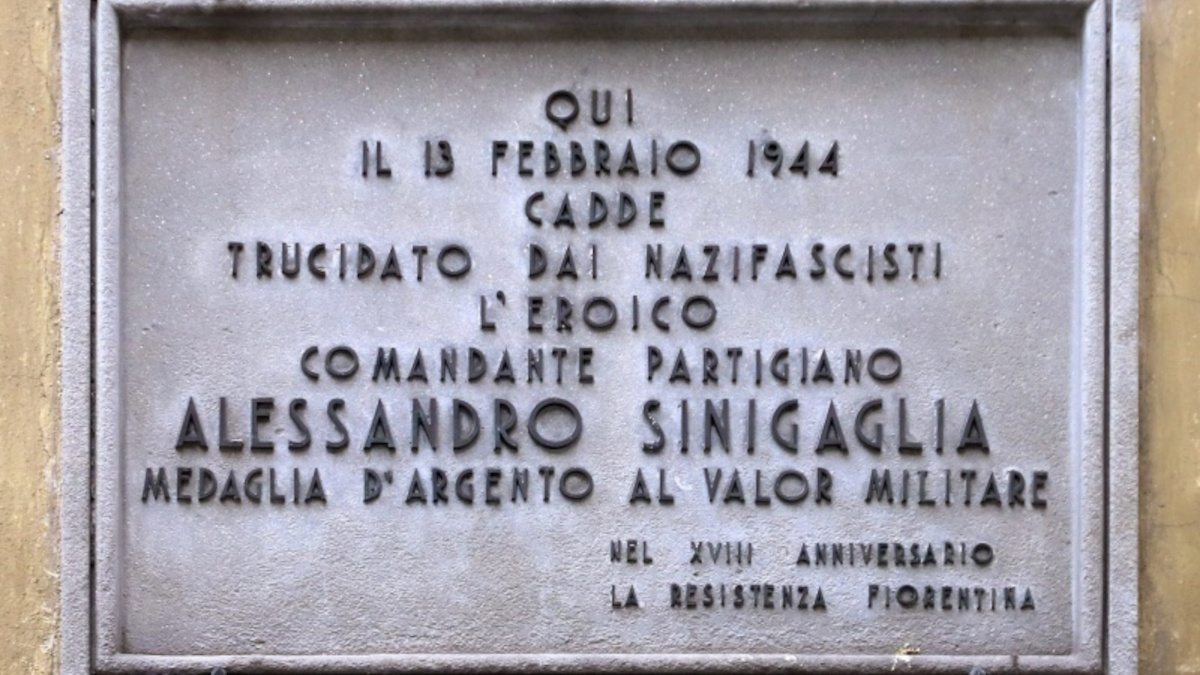 QUI
IL 13 FEBBRAIO 1944
CADDE
TRUCIDATO DAI NAZIFASCISTI
L'EROICO
COMANDANTE PARTIGIANO
ALESSANDRO SINIGAGLIA
MEDAGLIA D'ARGENTO AL VALOR MILITARE
NEL XVIII ANNIVERSARIO
LA RESISTENZA FIORENTINA